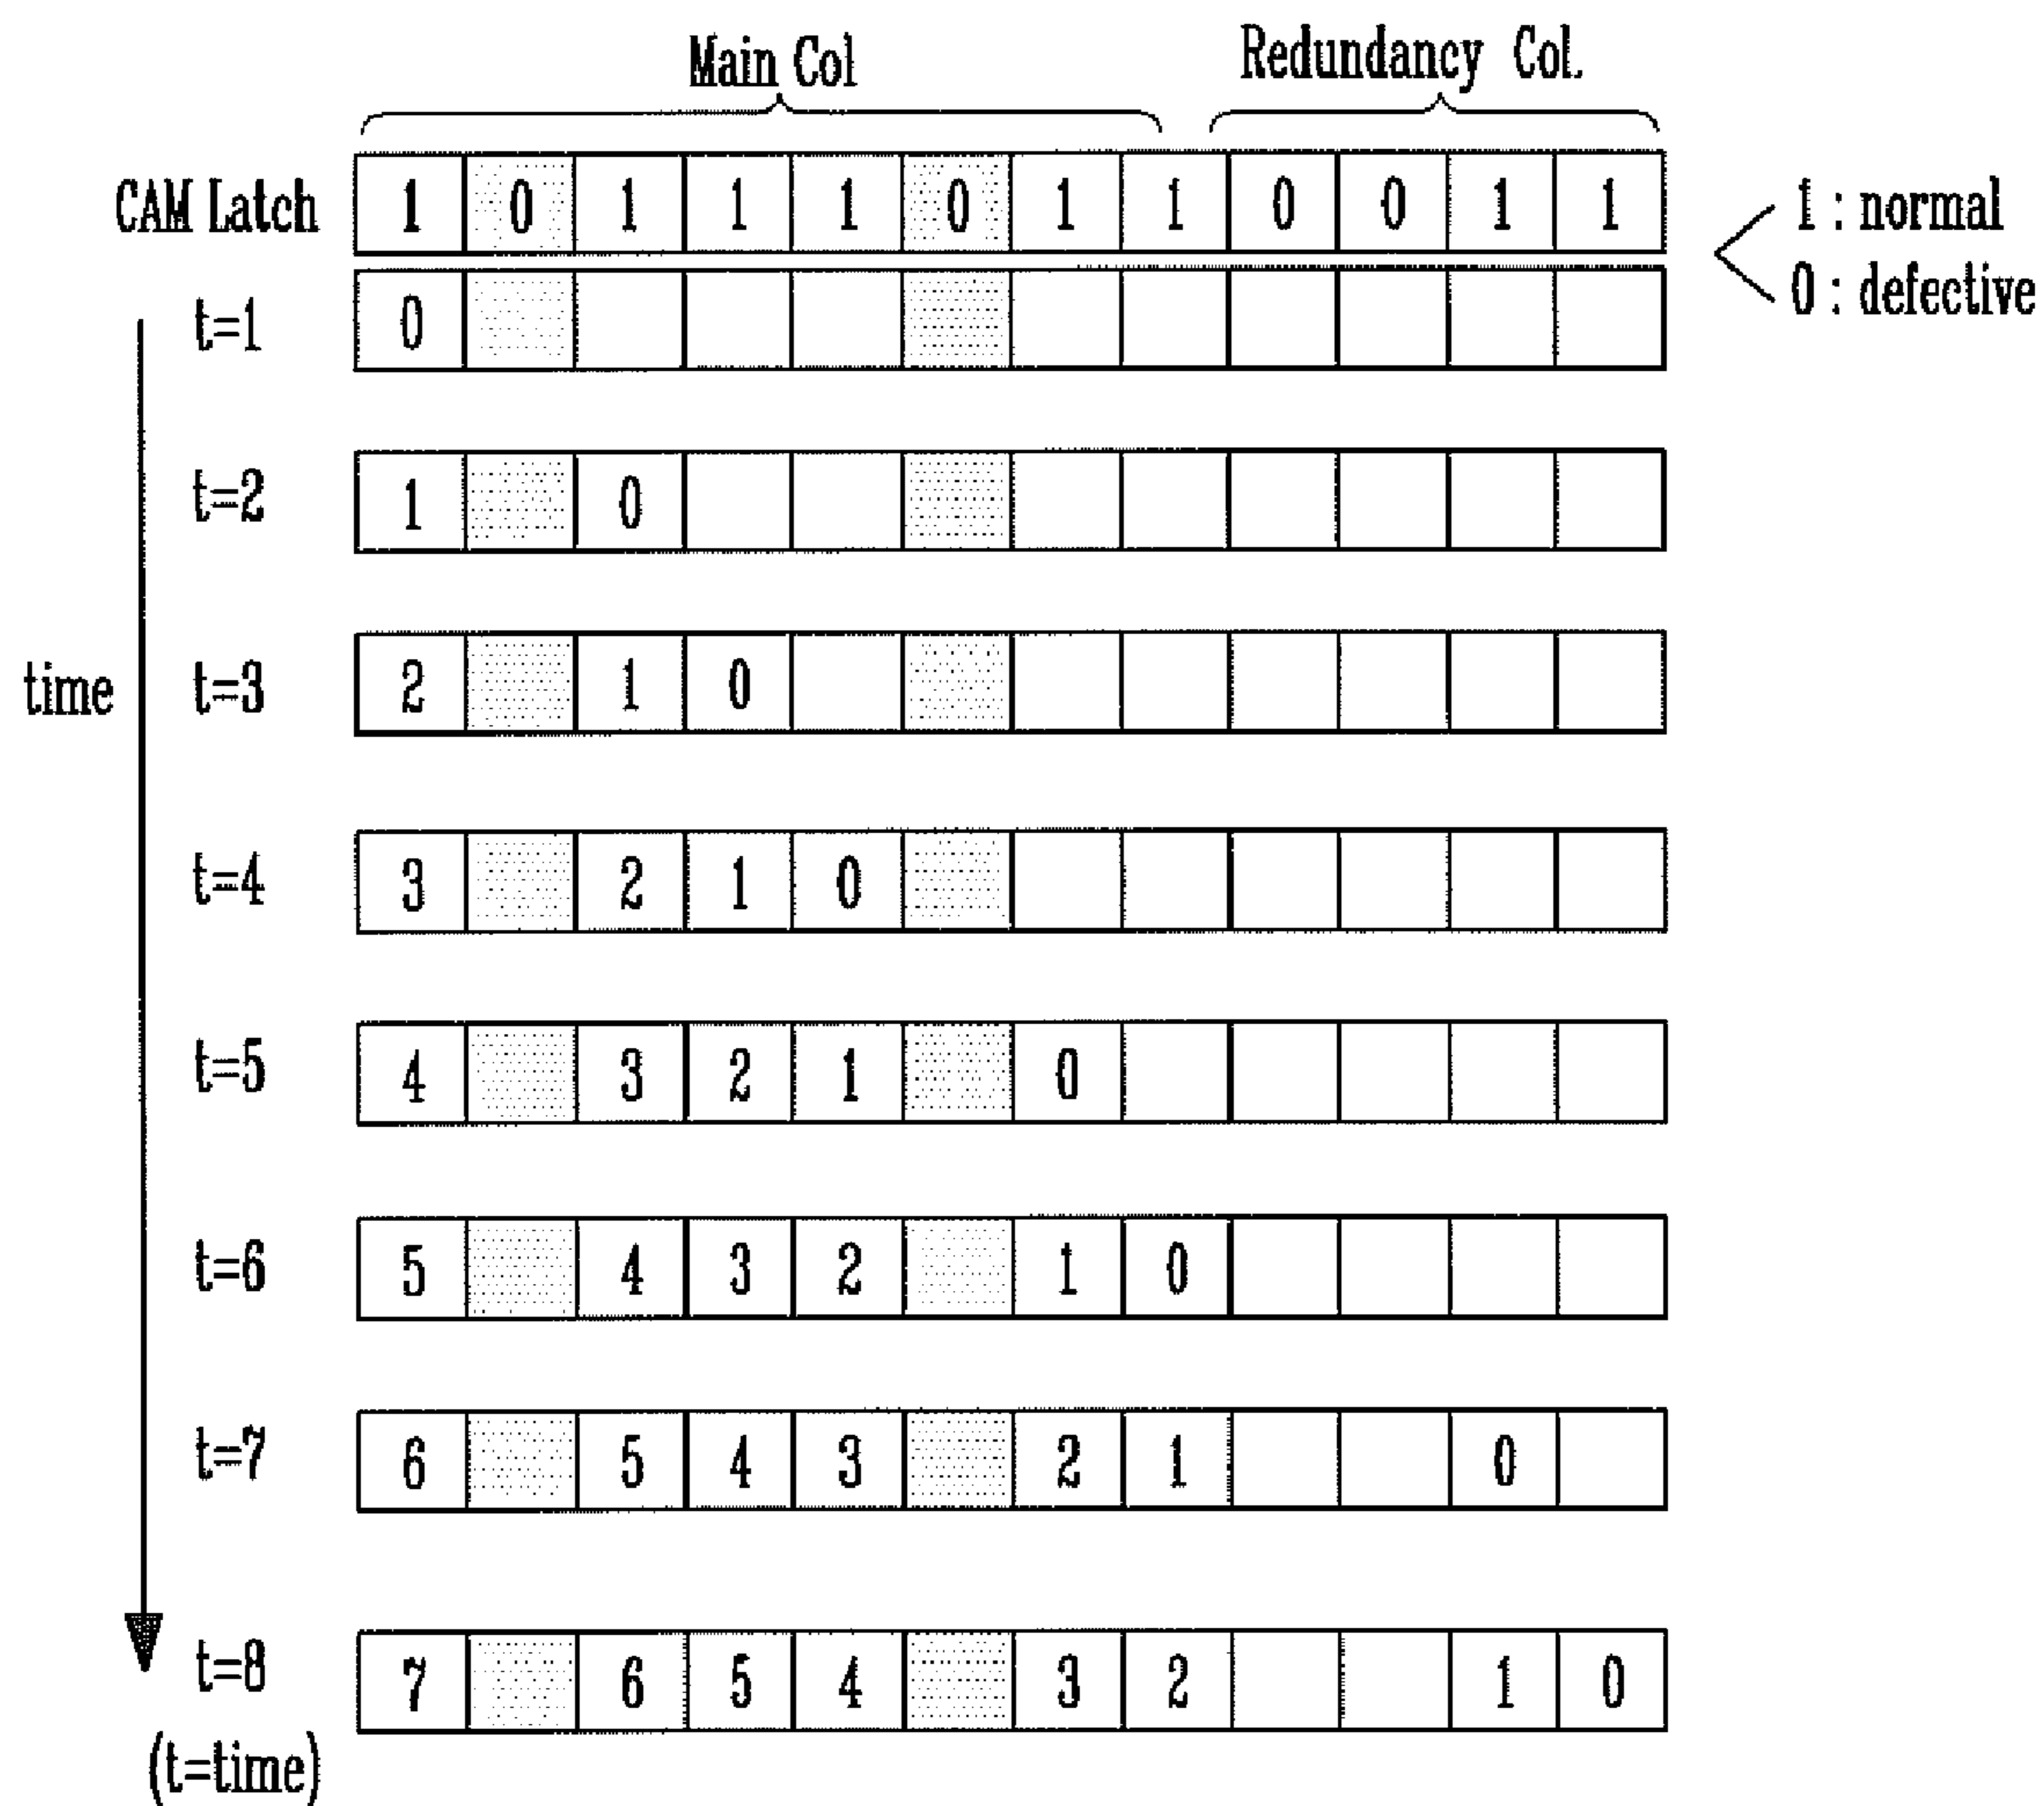 Main Col Redundancy Col.
CAM Latch 1 0 1 1 1 0 1 1 0 0 1 1
1 : normal
0 : defective
t=1 0
t=2 1 0
time t=3 2 1 0
t=4 3 2 1 0
t=5 4 3 2 1 0
t=6 5 4 3 2 1 0
t=7 6 5 4 3 2 1 0
t=8 7 6 5 4 3 2 1 0
(t=time)